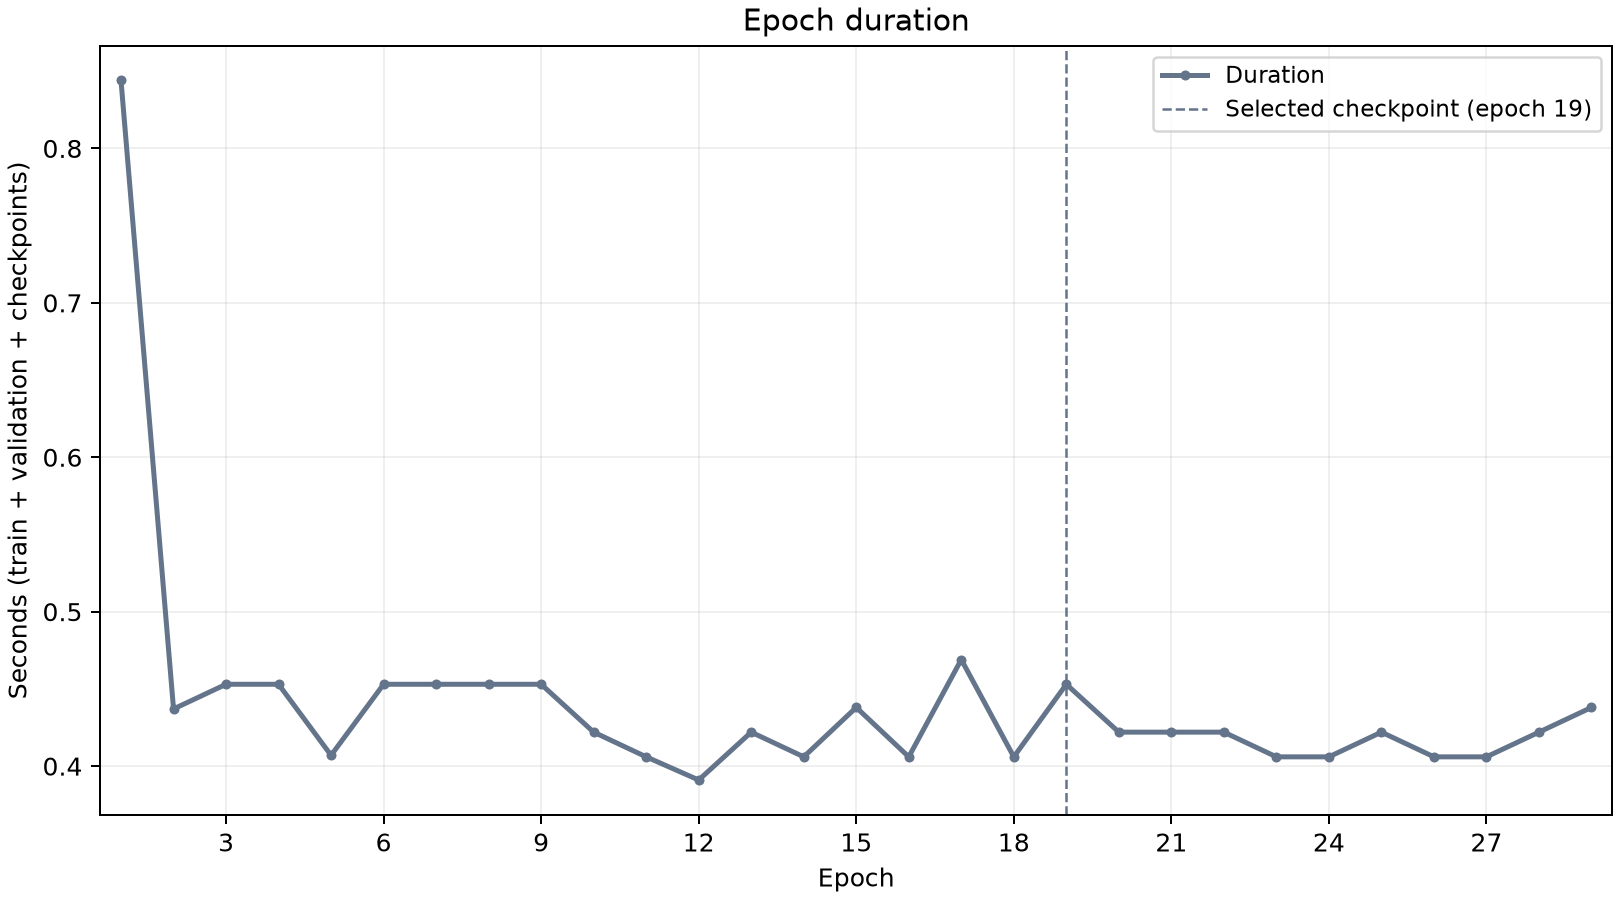 Epoch duration
Duration
Selected checkpoint (epoch 19)
Seconds (train + validation + checkpoints)
0.8
0.7
0.6
0.5
0.4
3 6 9 12 15 18 21 24 27
Epoch